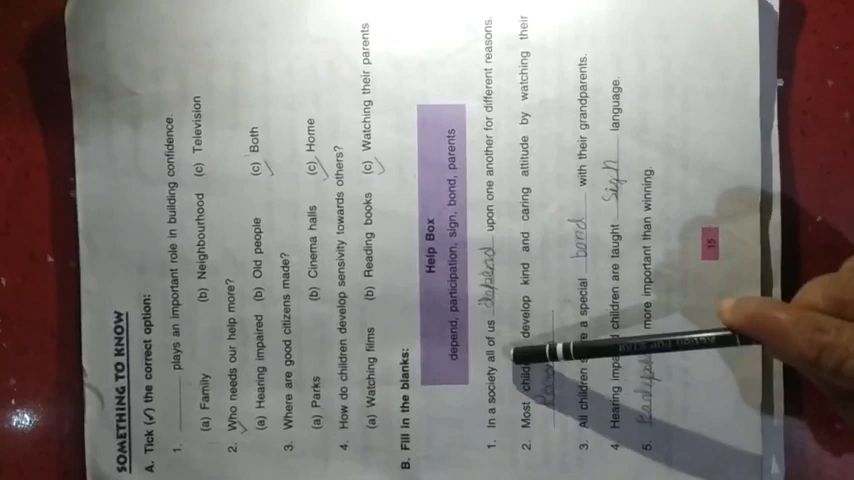 SOMETHING TO KNOW
A. Tick (✓) the correct option:
1. ______ plays an important role in building confidence.
(a) Family (b) Neighbourhood (c) Television
2. Who needs our help more?
(a) Hearing impaired (b) Old people (c) Both
3. Where are good citizens made?
(a) Parks (b) Cinema halls (c) Home
4. How do children develop sensivity towards others?
(a) Watching films (b) Reading books (c) Watching their parents
B. Fill in the blanks:
Help Box
depend, participation, sign, bond, parents
1. In a society all of us depend upon one another for different reasons.
2. Most develop kind and caring attitude by watching their
3. All children a special bond with their grandparents.
4. Hearing children are taught sign language.
5. more important than winning.
15